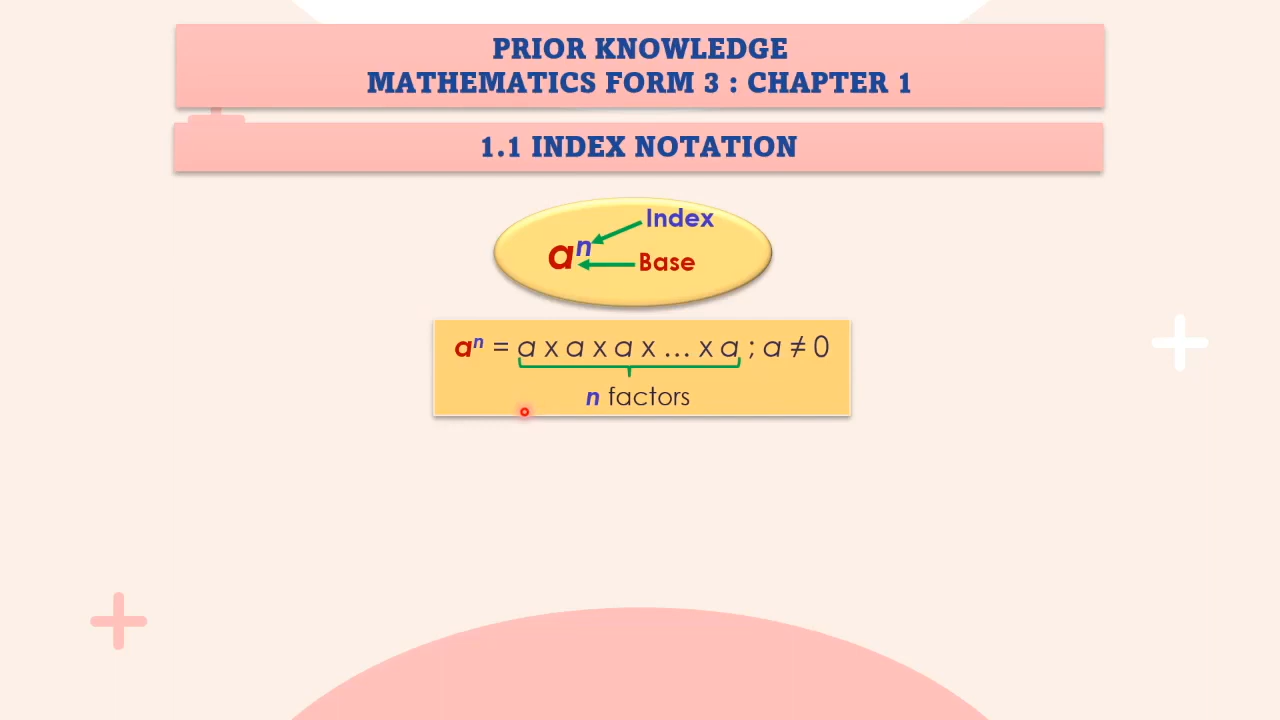 PRIOR KNOWLEDGE
MATHEMATICS FORM 3 : CHAPTER 1
1.1 INDEX NOTATION
Index
aⁿ
Base
aⁿ = a x a x a x ... x a ; a ≠ 0
n factors